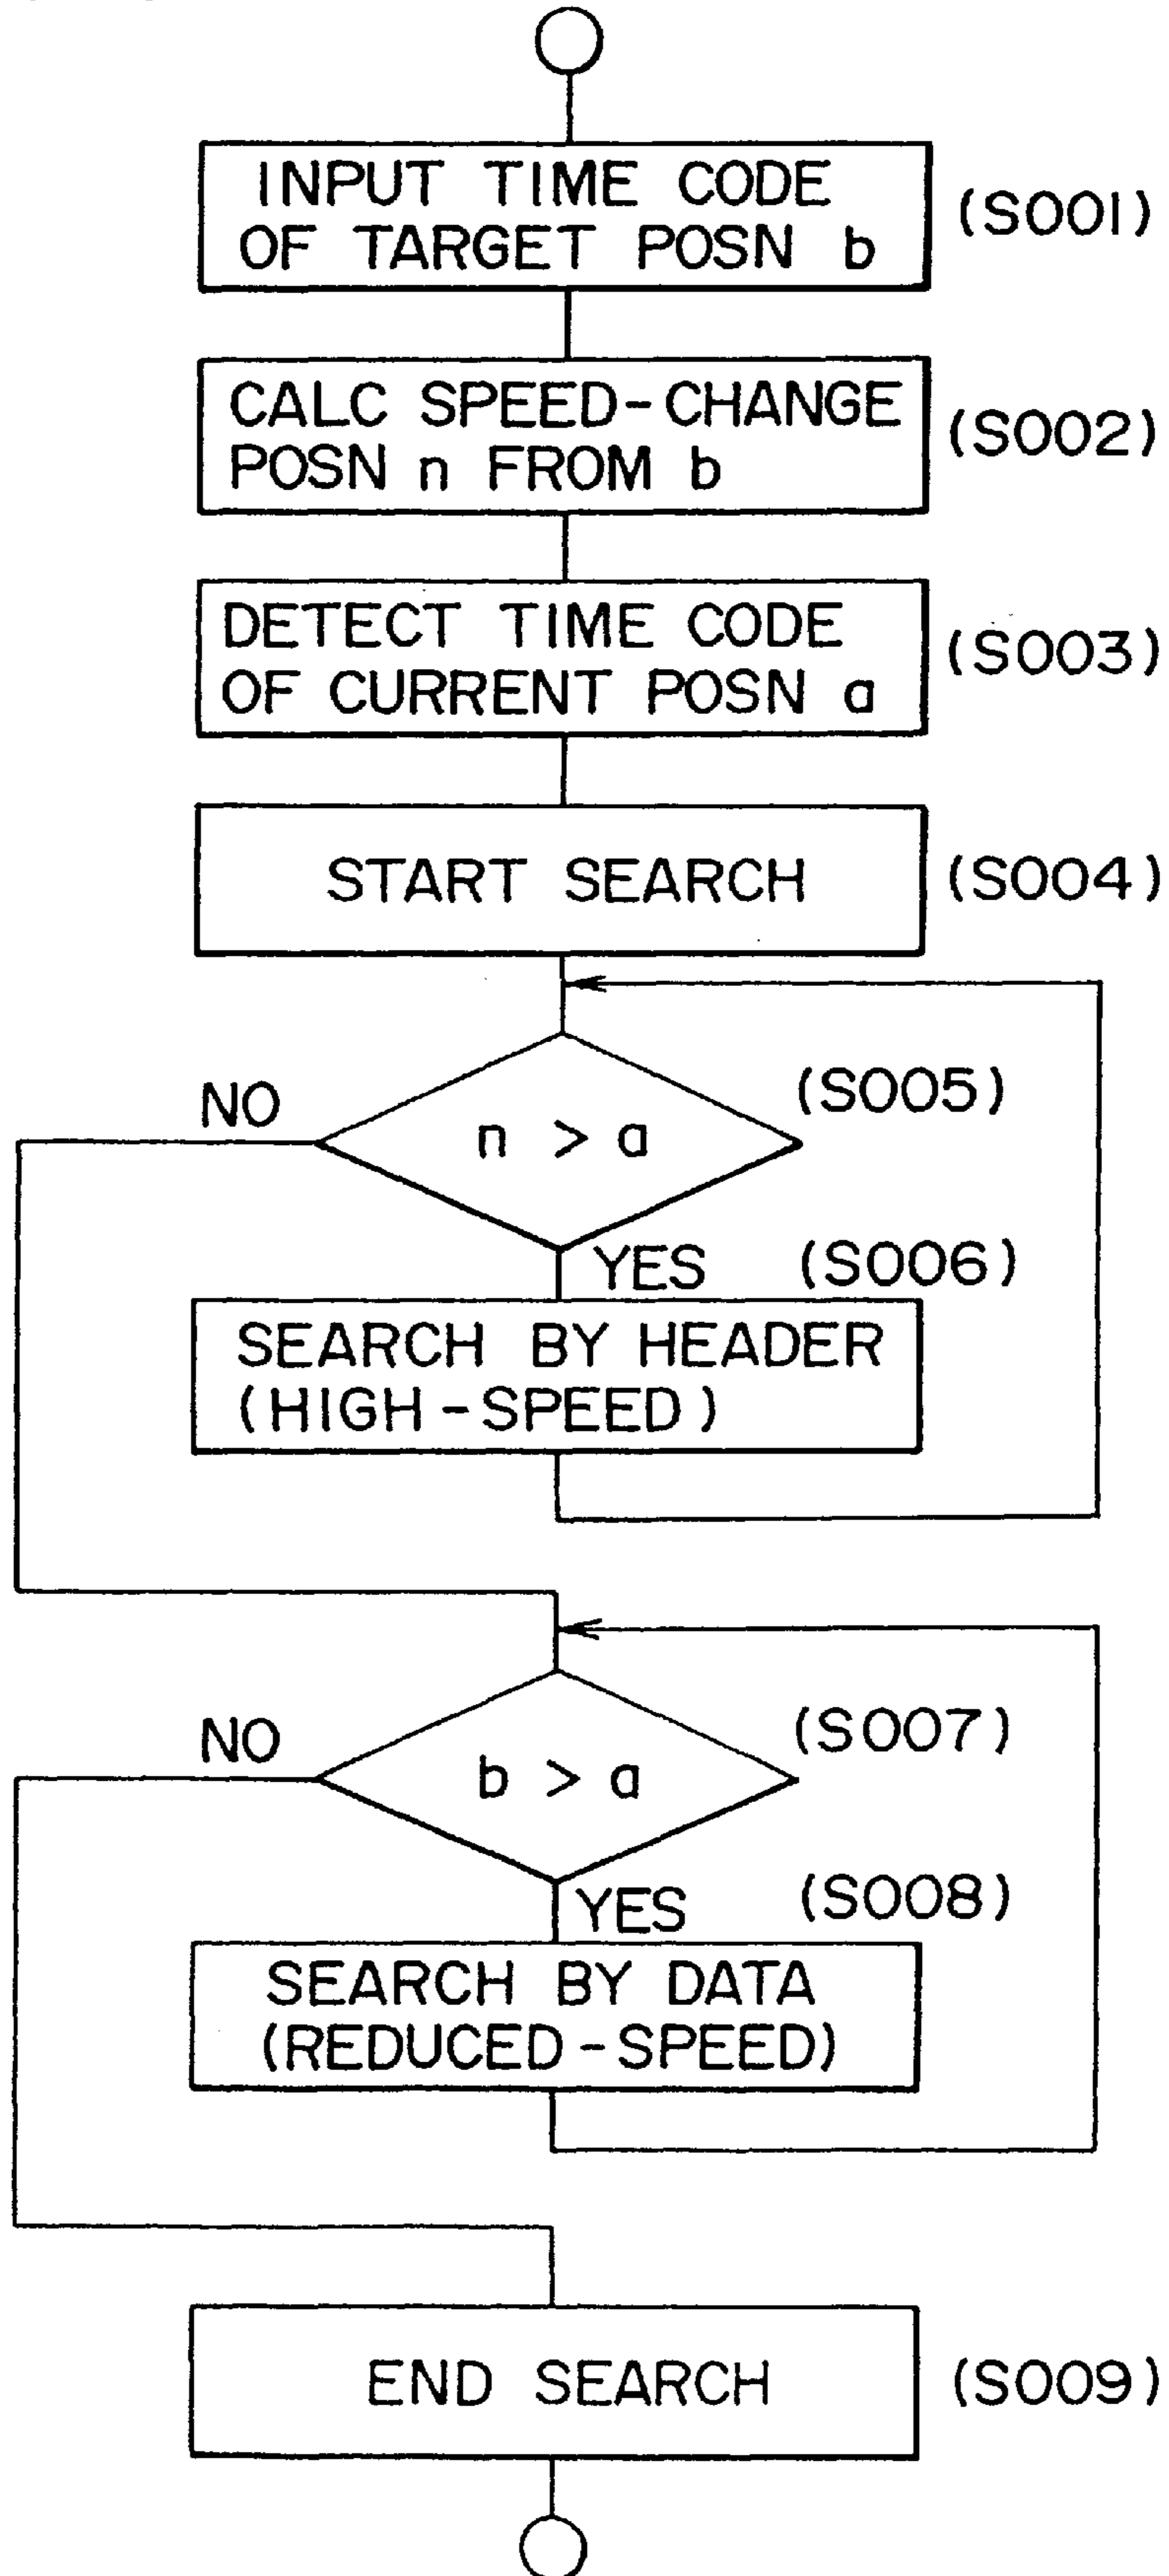 INPUT TIME CODE
OF TARGET POSN b
(S001)
CALC SPEED-CHANGE
POSN n FROM b
(S002)
DETECT TIME CODE
OF CURRENT POSN a
(S003)
START SEARCH
(S004)
NO
n > a
(S005)
YES
(S006)
SEARCH BY HEADER
(HIGH-SPEED)
NO
b > a
(S007)
YES
(S008)
SEARCH BY DATA
(REDUCED-SPEED)
END SEARCH
(S009)